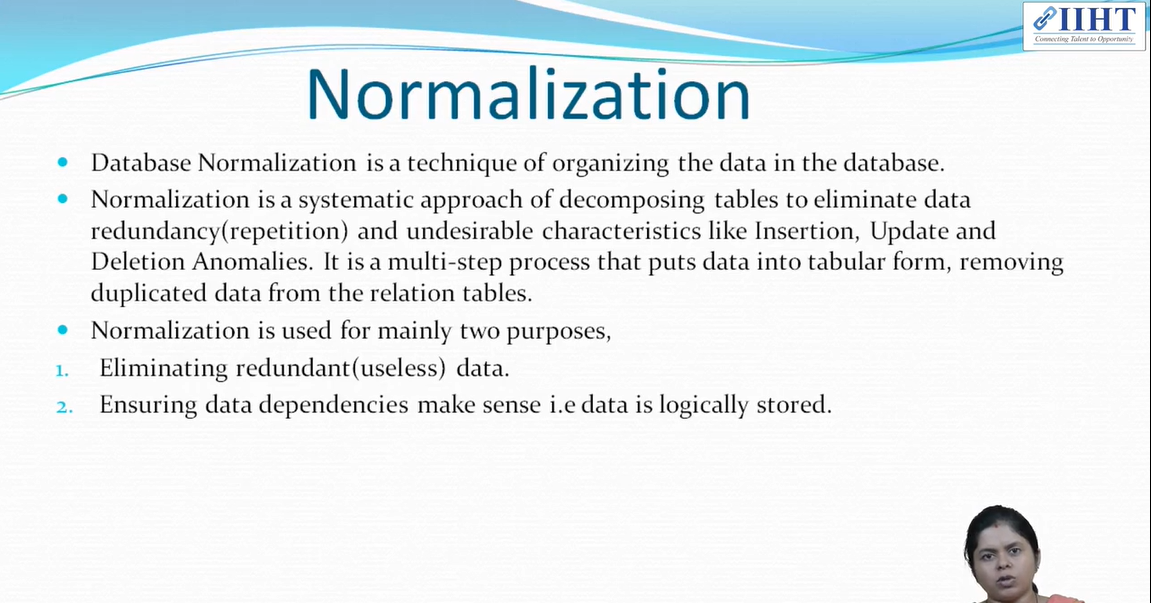 IIHT
Connecting Talent to Opportunity
Normalization
Database Normalization is a technique of organizing the data in the database.
Normalization is a systematic approach of decomposing tables to eliminate data
redundancy(repetition) and undesirable characteristics like Insertion, Update and
Deletion Anomalies. It is a multi-step process that puts data into tabular form, removing
duplicated data from the relation tables.
Normalization is used for mainly two purposes,
1. Eliminating redundant(useless) data.
2. Ensuring data dependencies make sense i.e data is logically stored.